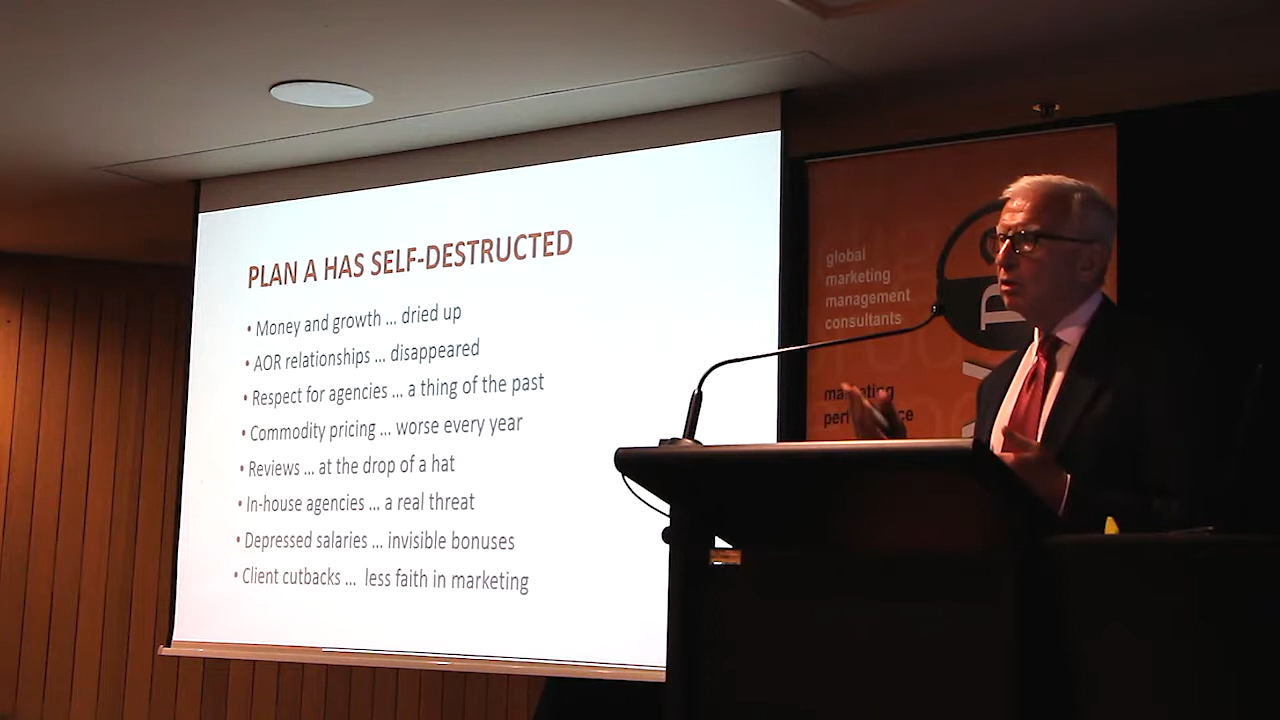 PLAN A HAS SELF-DESTRUCTED
• Money and growth ... dried up
• AOR relationships ... disappeared
• Respect for agencies ... a thing of the past
• Commodity pricing ... worse every year
• Reviews ... at the drop of a hat
• In-house agencies ... a real threat
• Depressed salaries ... invisible bonuses
• Client cutbacks ... less faith in marketing
global
marketing
management
consultants